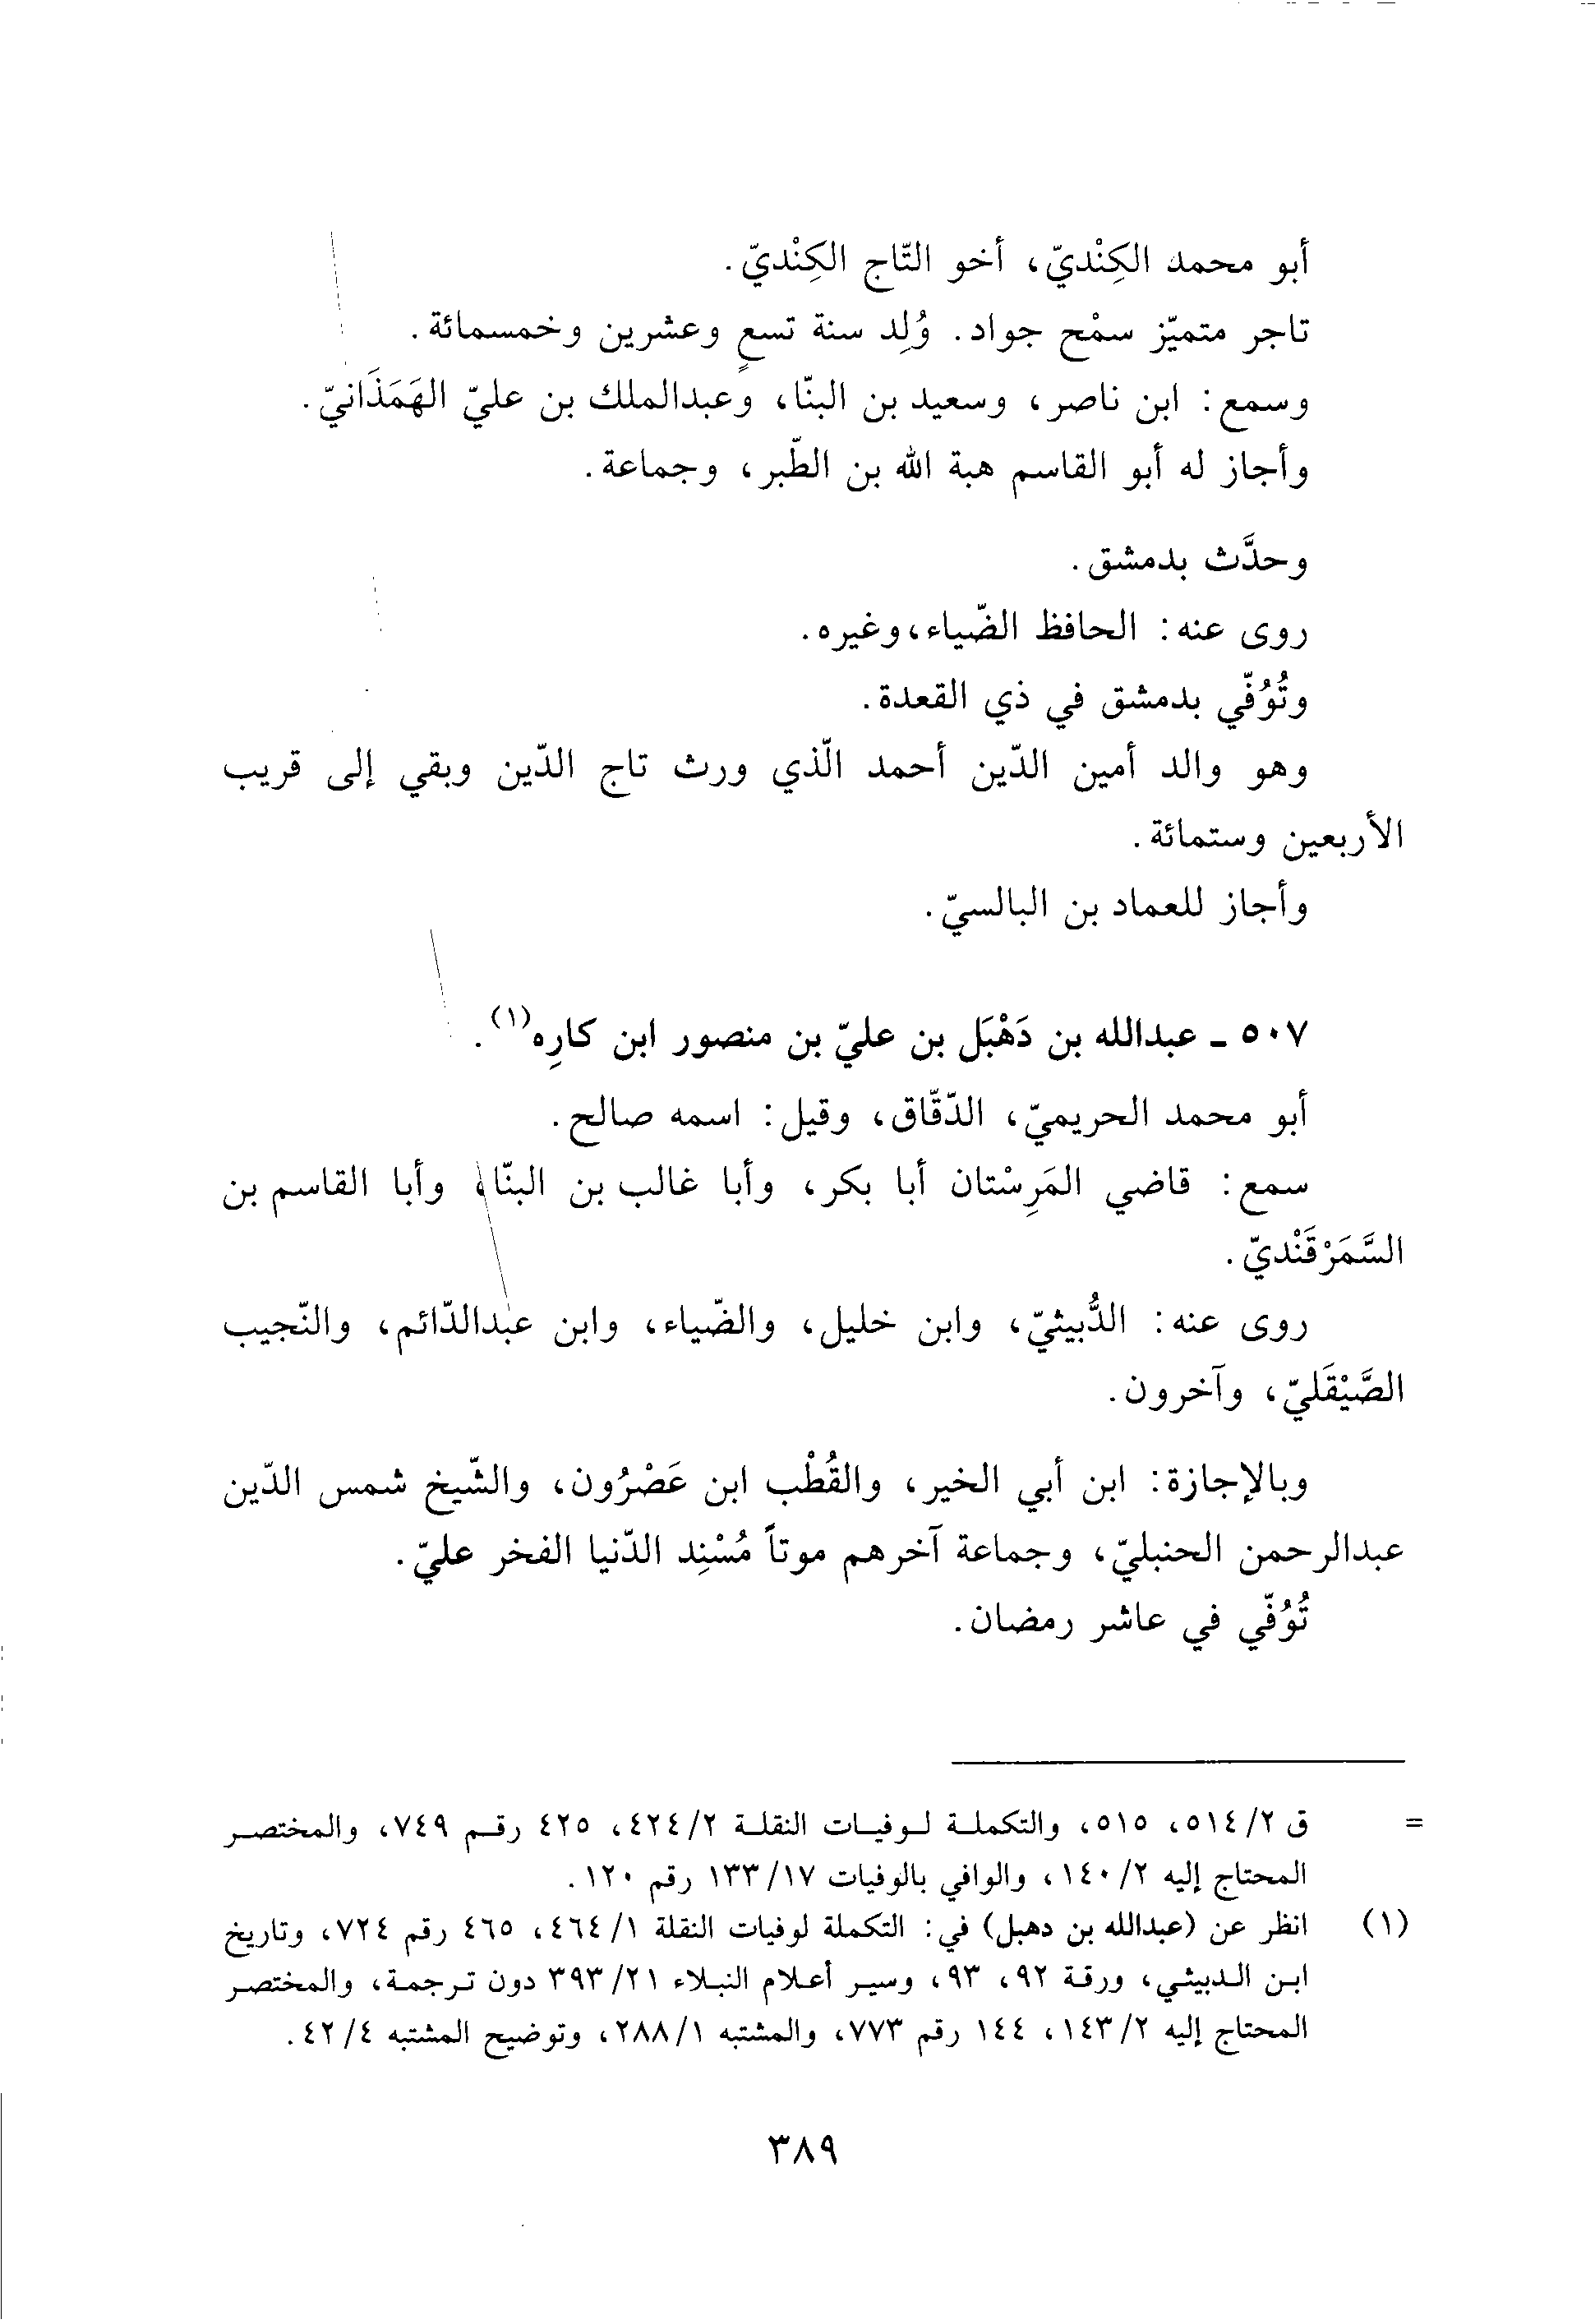 أبو محمد الكِنْديّ، أخو التّاج الكِنْديّ.
تاجر متميّز سمْح جواد. وُلِد سنة تسعٍ وعشرين وخمسمائة.
وسمع: ابن ناصر، وسعيد بن البنّا، وعبدالملك بن عليّ الهَمَذَانيّ.
وأجاز له أبو القاسم هبة الله بن الطّبر، وجماعة.
وحدَّث بدمشق.
روى عنه: الحافظ الضّياء،وغيره.
وتُوُفّي بدمشق في ذي القعدة.
وهو والد أمين الدّين أحمد الّذي ورث تاج الدّين وبقي إلى قريب
الأربعين وستمائة.
وأجاز للعماد بن البالسيّ.
٥٠٧ ـ عبدالله بن دَهْبَل بن عليّ بن منصور ابن كارِه(١).
أبو محمد الحريميّ، الدّقّاق، وقيل: اسمه صالح.
سمع: قاضي المَرِسْتان أبا بكر، وأبا غالب بن البنّا، وأبا القاسم بن
السَّمَرْقَنْديّ.
روى عنه: الدُّبيثيّ، وابن خليل، والضّياء، وابن عبدالدّائم، والنّجيب
الصَّيْقَليّ، وآخرون.
وبالإجازة: ابن أبي الخير، والقُطْب ابن عَصْرُون، والشّيخ شمس الدّين
عبدالرحمن الحنبليّ، وجماعة آخرهم موتاً مُسْنِد الدّنيا الفخر عليّ.
تُوُفّي في عاشر رمضان.
= ق ٢/ ٥١٤، ٥١٥، والتكملة لوفيات النقلة ٢/ ٤٢٤، ٤٢٥ رقم ٧٤٩، والمختصر
المحتاج إليه ٢/ ١٤٠، والوافي بالوفيات ١٧/ ١٣٣ رقم ١٢٠.
(١) انظر عن (عبدالله بن دهبل) في: التكملة لوفيات النقلة ١/ ٤٦٤، ٤٦٥ رقم ٧٢٤، وتاريخ
ابن الدبيثي، ورقة ٩٢، ٩٣، وسير أعلام النبلاء ٢١/ ٣٩٣ دون ترجمة، والمختصر
المحتاج إليه ٢/ ١٤٣، ١٤٤ رقم ٧٧٣، والمشتبه ١/ ٢٨٨، وتوضيح المشتبه ٤/ ٤٢.
٣٨٩